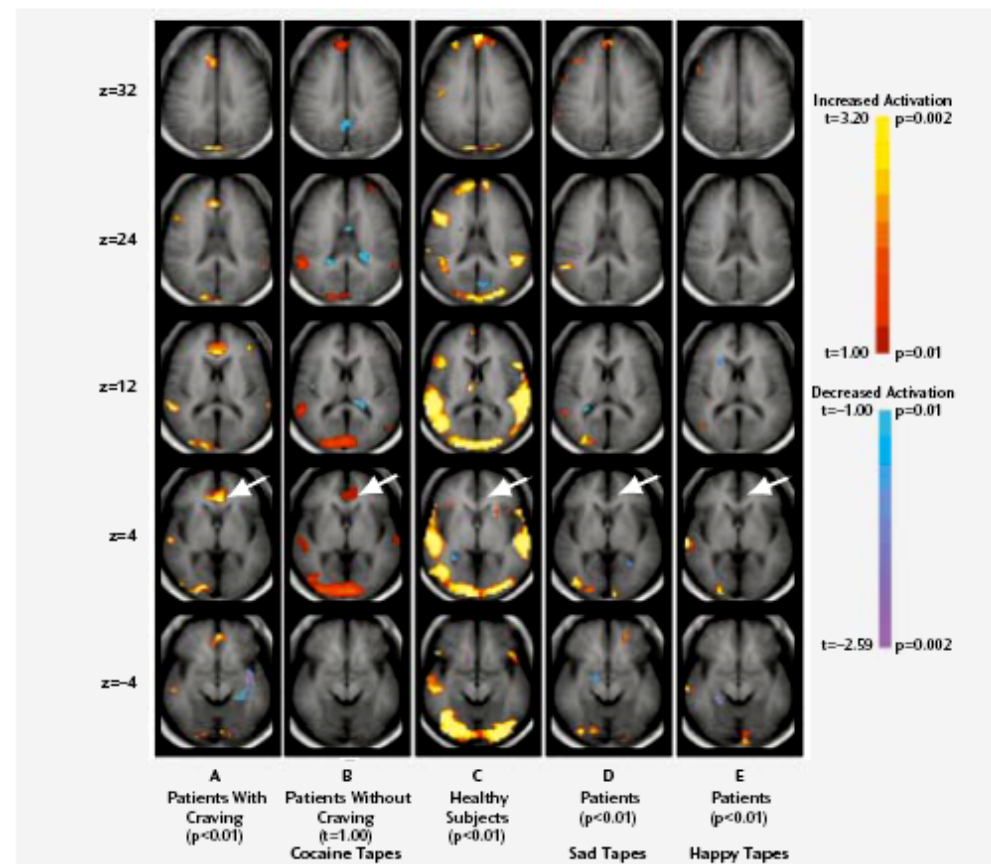 z=32
z=24
z=12
z=4
z=-4
Increased Activation
t=3.20 p=0.002
t=1.00 p=0.01
Decreased Activation
t=-1.00 p=0.01
t=-2.59 p=0.002
A
Patients With
Craving
(p<0.01)
B
Patients Without
Craving
(t=1.00)
C
Healthy
Subjects
(p<0.01)
D
Patients
(p<0.01)
E
Patients
(p<0.01)
Cocaine Tapes
Sad Tapes
Happy Tapes